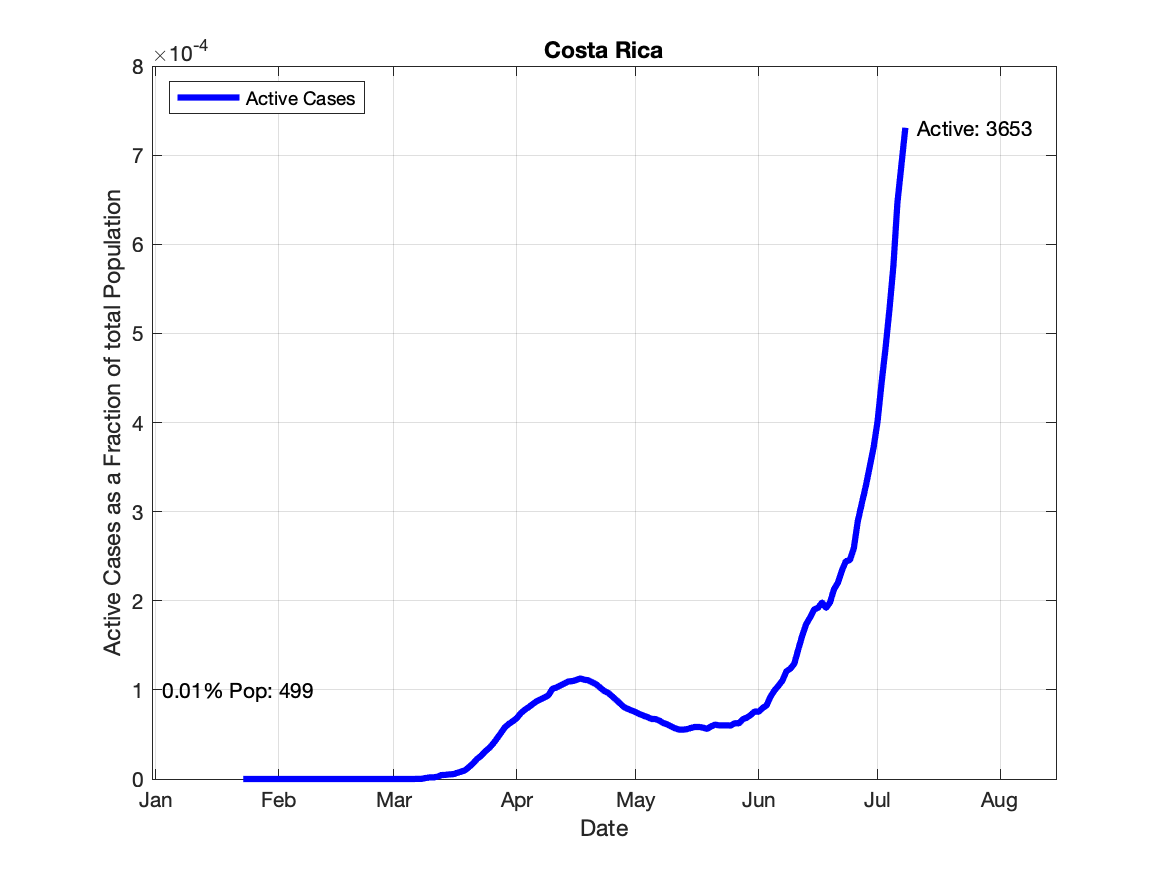 Costa Rica
×10-4
8
7
6
5
4
3
2
1
0
Active Cases
Active: 3653
0.01% Pop: 499
Active Cases as a Fraction of total Population
Jan Feb Mar Apr May Jun Jul Aug
Date